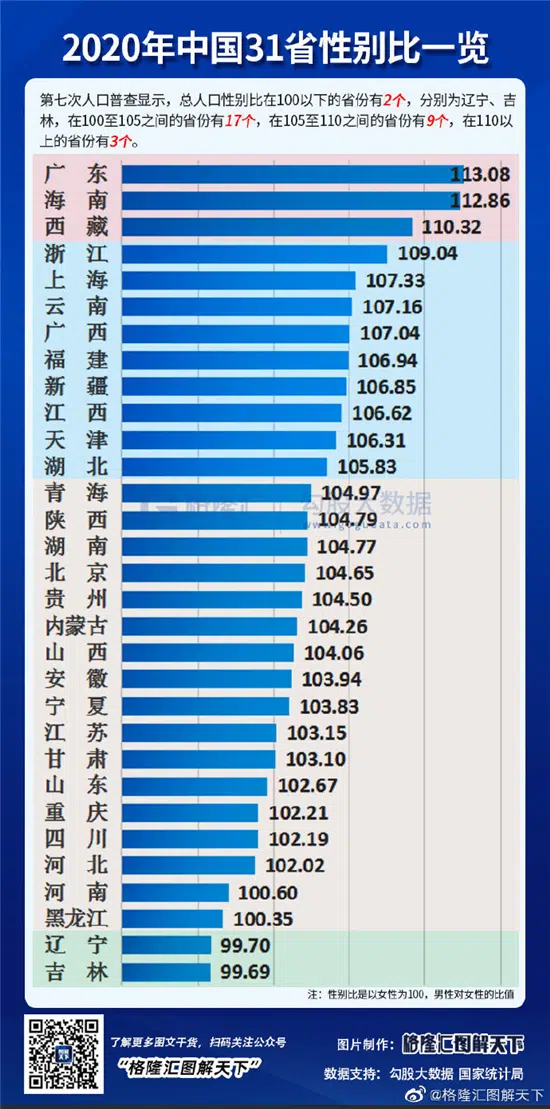 2020年中国31省性别比一览
第七次人口普查显示，总人口性别比在100以下的省份有2个，分别为辽宁、吉
林，在100至105之间的省份有17个，在105至110之间的省份有9个，在110以
上的省份有3个。
广东 113.08
海南 112.86
西藏 110.32
浙江 109.04
上海 107.33
云南 107.16
广西 107.04
福建 106.94
新疆 106.85
江西 106.62
天津 106.31
湖北 105.83
青海 104.97
格隆汇 勾股大数据
www.gogudata.com
陕西 104.79
湖南 104.77
北京 104.65
贵州 104.50
内蒙古 104.26
山西 104.06
安徽 103.94
宁夏 103.83
江苏 103.15
甘肃 103.10
山东 102.67
重庆 102.21
四川 102.19
河北 102.02
河南 100.60
黑龙江 100.35
辽宁 99.70
吉林 99.69
注：性别比是以女性为100，男性对女性的比值
了解更多图文干货，扫码关注公众号
“格隆汇图解天下”
图片制作：格隆汇图解天下
数据支持：勾股大数据 国家统计局
@格隆汇图解天下